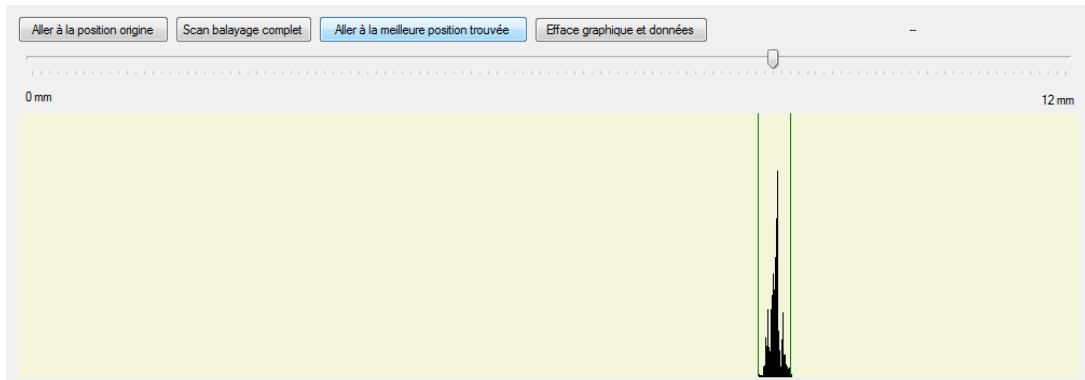 Aller à la position origine Scan balayage complet Aller à la meilleure position trouvée Efface graphique et données --
0 mm 12 mm